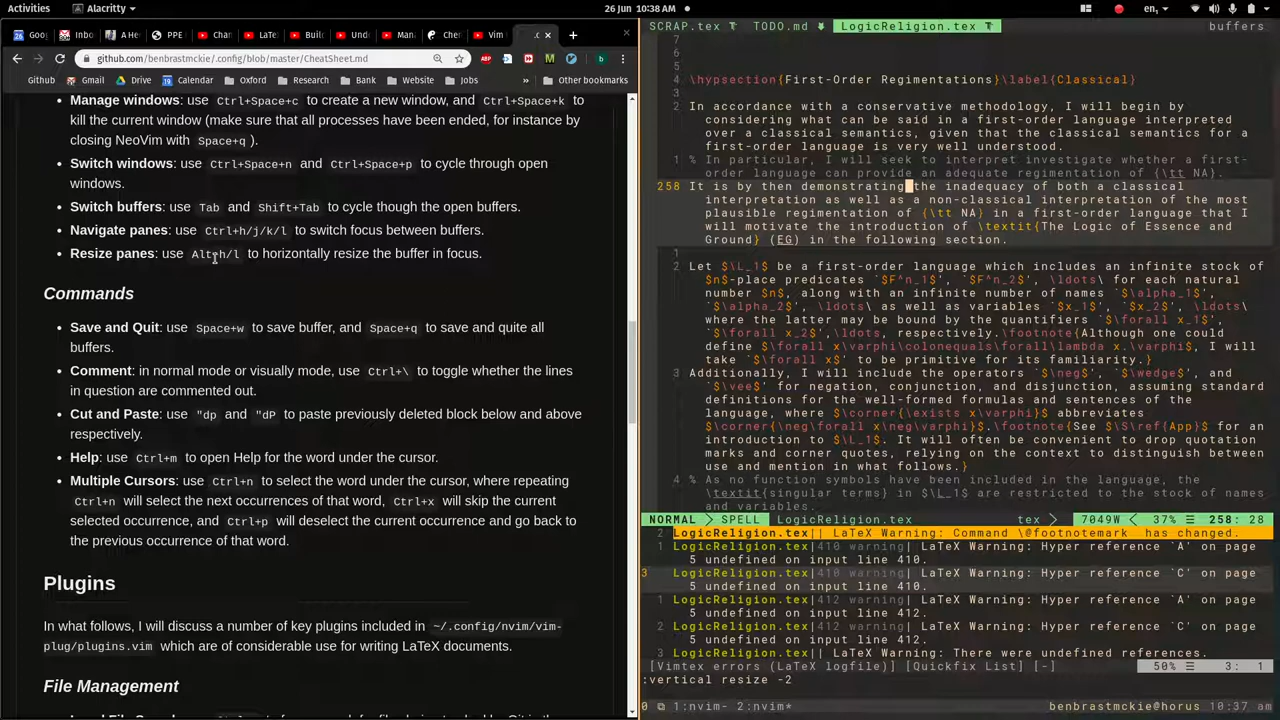 Activities
Alacritty
26 Jun 10:38 AM
en₁
Goo
Inbo
A He
PPE
Chan
LaTe
Buil
Und
Man
Cher
Vim
github.com/benbrastmckie/.config/blob/master/CheatSheet.md
Github Gmail Drive Calendar Oxford Research Battery Website Jobs » Other bookmarks
Manage windows: use Ctrl+Space+c to create a new window, and Ctrl+Space+k to
kill the current window (make sure that all processes have been ended, for instance by
closing NeoVim with Space+q ).
Switch windows: use Ctrl+Space+n and Ctrl+Space+p to cycle through open
windows.
Switch buffers: use Tab and Shift+Tab to cycle though the open buffers.
Navigate panes: use Ctrl+h/j/k/l to switch focus between buffers.
Resize panes: use Alt+h/l to horizontally resize the buffer in focus.
Commands
Save and Quit: use Space+w to save buffer, and Space+q to save and quite all
buffers.
Comment: in normal mode or visually mode, use Ctrl+\ to toggle whether the lines
in question are commented out.
Cut and Paste: use "dp and "dP to paste previously deleted block below and above
respectively.
Help: use Ctrl+m to open Help for the word under the cursor.
Multiple Cursors: use Ctrl+n to select the word under the cursor, where repeating
Ctrl+n will select the next occurrences of that word, Ctrl+x will skip the current
selected occurrence, and Ctrl+p will deselect the current occurrence and go back to
the previous occurrence of that word.
Plugins
In what follows, I will discuss a number of key plugins included in ~/.config/nvim/vim-
plug/plugins.vim which are of considerable use for writing LaTeX documents.
File Management
SCRAP.tex TODO.md LogicReligion.tex buffers
7
6
5
4 \hypsection{First-Order Regimentations}\label{Classical}
3
2 In accordance with a conservative methodology, I will begin by
considering what can be said in a first-order language interpreted
over a classical semantics, given that the classical semantics for a
first-order language is very well understood.
1 % In particular, I will seek to interpret investigate whether a first-
order language can provide an adequate regimentation of {\tt NA}.
258 It is by then demonstrating the inadequacy of both a classical
interpretation as well as a non-classical interpretation of the most
plausible regimentation of {\tt NA} in a first-order language that I
will motivate the introduction of \textit{The Logic of Essence and
Ground} (EG) in the following section.
1
2 Let $\L_1$ be a first-order language which includes an infinite stock of
$n$-place predicates `$F^n_1$', `$F^n_2$', \ldots\ for each natural
number $n$, along with an infinite number of names `$\alpha_1$',
`$\alpha_2$', \ldots\ as well as variables `$x_1$', `$x_2$', \ldots\
where the latter may be bound by the quantifiers `$\forall x_1$',
`$\forall x_2$',\ldots, respectively.\footnote{Although one could
define $\forall x\varphi\colonequals\forall\lambda x.\varphi$, I will
take `$\forall x$' to be primitive for its familiarity.}
3 Additionally, I will include the operators `$\neg$', `$\wedge$', and
`$\vee$' for negation, conjunction, and disjunction, assuming standard
definitions for the well-formed formulas and sentences of the
language, where $\corner{\exists x\varphi}$ abbreviates
$\corner{\neg\forall x\neg\varphi}$.\footnote{See $\S\ref{App}$ for an
introduction to $\L_1$. It will often be convenient to drop quotation
marks and corner quotes, relying on the context to distinguish between
use and mention in what follows.}
4 % As no function symbols have been included in the language, the
\textit{singular terms} in $\L_1$ are restricted to the stock of names
and variables.
NORMAL SPELL LogicReligion.tex tex 7049W 37% 258: 28
2 LogicReligion.tex|| LaTeX Warning: Command \@footnotemark has changed.
1 LogicReligion.tex|410 warning| LaTeX Warning: Hyper reference `A' on page
5 undefined on input line 410.
3 LogicReligion.tex|410 warning| LaTeX Warning: Hyper reference `C' on page
5 undefined on input line 410.
1 LogicReligion.tex|412 warning| LaTeX Warning: Hyper reference `A' on page
5 undefined on input line 412.
2 LogicReligion.tex|412 warning| LaTeX Warning: Hyper reference `C' on page
5 undefined on input line 412.
3 LogicReligion.tex|| LaTeX Warning: There were undefined references.
[Vimtex errors (LaTeX logfile)] [Quickfix List] [-] 50% 3: 1
:vertical resize -2
0 1:nvim- 2:nvim* benbrastmckie 10:37 am